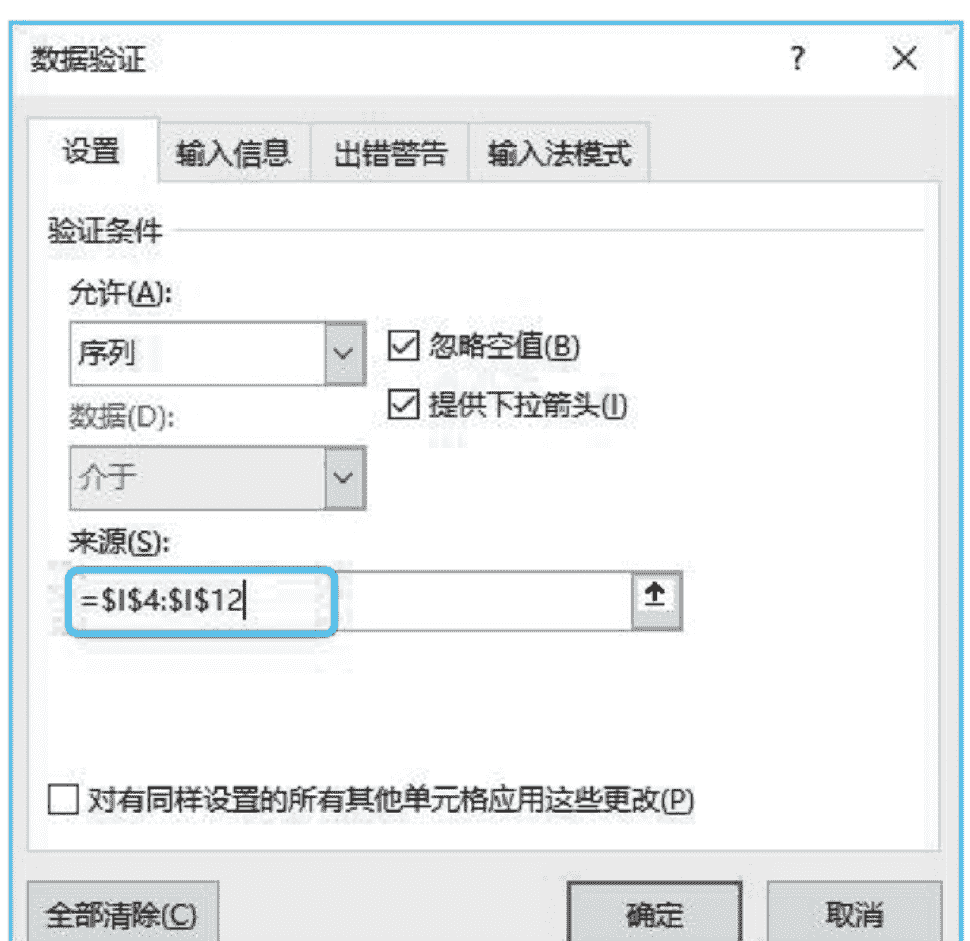 数据验证 ?
设置 输入信息 出错警告 输入法模式
验证条件
允许(A):
序列 忽略空值(B)
数据(D): 提供下拉箭头(I)
介于
来源(S):
=$I$4:$I$12
对有同样设置的所有其他单元格应用这些更改(P)
全部清除(C) 确定 取消